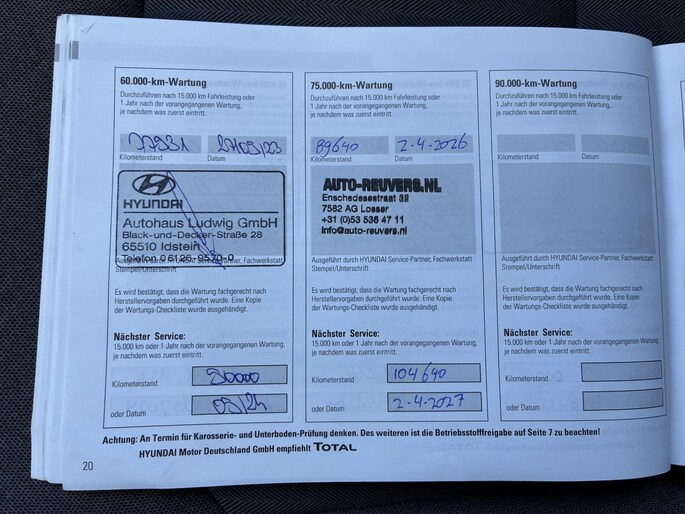 60.000-km-Wartung
Durchzuführen nach 15.000 km Fahrleistung oder
1 Jahr nach der vorangegangenen Wartung,
je nachdem was zuerst eintritt.
77931 27/03/23
Kilometerstand Datum
HYUNDAI
Autohaus Ludwig GmbH
Black-und-Decker-Straße 28
65510 Idstein
Telefon 06126-9570-0
Ausgeführt durch HYUNDAI Service-Partner, Fachwerkstatt
Stempel/Unterschrift
Es wird bestätigt, dass die Wartung fachgerecht nach
Herstellervorgaben durchgeführt wurde. Eine Kopie
der Wartungs-Checkliste wurde ausgehändigt.
Nächster Service:
15.000 km oder 1 Jahr nach der vorangegangenen Wartung,
je nachdem was zuerst eintritt.
Kilometerstand 90000
oder Datum 03/24
75.000-km-Wartung
Durchzuführen nach 15.000 km Fahrleistung oder
1 Jahr nach der vorangegangenen Wartung,
je nachdem was zuerst eintritt.
89640 2-4-2026
Kilometerstand Datum
AUTO-REUVERS.NL
Enschedesestraat 32
7582 AG Losser
+31 (0)53 536 47 11
info@auto-reuvers.nl
Ausgeführt durch HYUNDAI Service-Partner, Fachwerkstatt
Stempel/Unterschrift
Es wird bestätigt, dass die Wartung fachgerecht nach
Herstellervorgaben durchgeführt wurde. Eine Kopie
der Wartungs-Checkliste wurde ausgehändigt.
Nächster Service:
15.000 km oder 1 Jahr nach der vorangegangenen Wartung,
je nachdem was zuerst eintritt.
Kilometerstand 104640
oder Datum 2-4-2027
90.000-km-Wartung
Durchzuführen nach 15.000 km Fahrleistung oder
1 Jahr nach der vorangegangenen Wartung,
je nachdem was zuerst eintritt.
Kilometerstand Datum
Ausgeführt durch HYUNDAI Service-Partner, Fachwerkstatt
Stempel/Unterschrift
Es wird bestätigt, dass die Wartung fachgerecht nach
Herstellervorgaben durchgeführt wurde. Eine Kopie
der Wartungs-Checkliste wurde ausgehändigt.
Nächster Service:
15.000 km oder 1 Jahr nach der vorangegangenen Wartung,
je nachdem was zuerst eintritt.
Kilometerstand
oder Datum
Achtung: An Termin für Karosserie- und Unterboden-Prüfung denken. Des weiteren ist die Betriebsstofffreigabe auf Seite 7 zu beachten!
HYUNDAI Motor Deutschland GmbH empfiehlt TOTAL
20